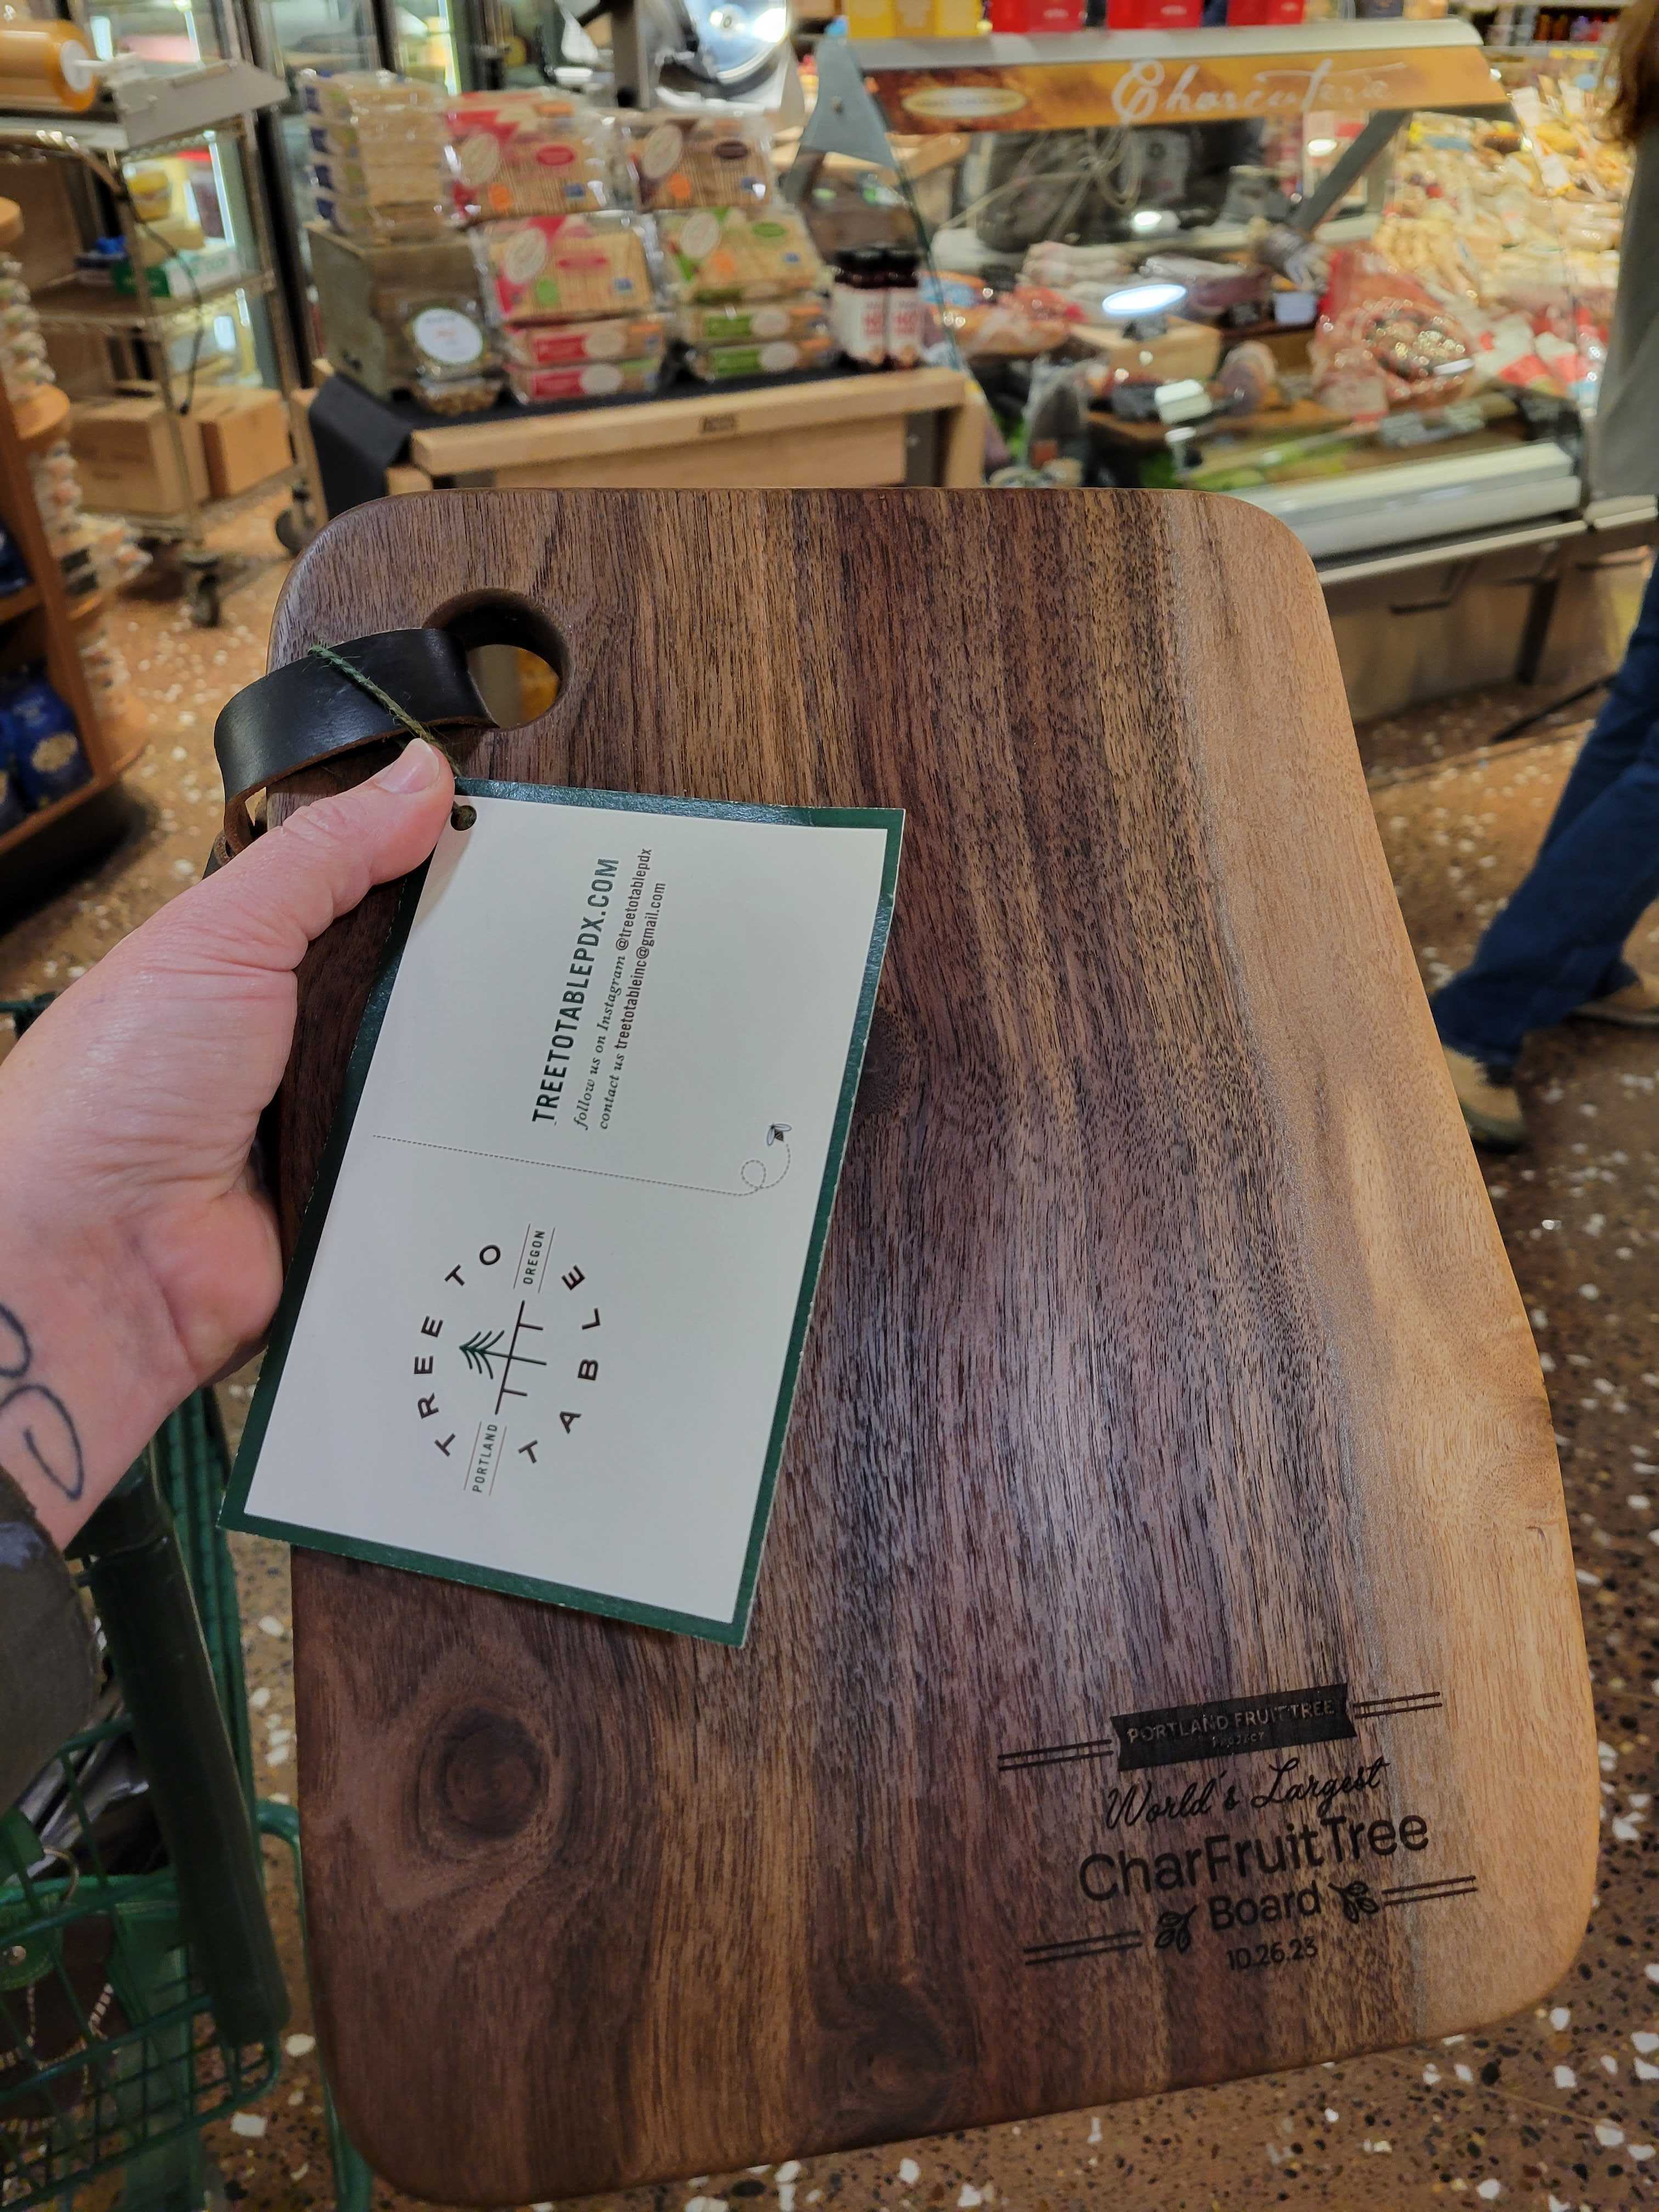 Charcuterie
TREETOTABLEPDX.COM
follow us on Instagram @treetotablepdx
contact us treetotableinc@gmail.com
TREE TO
PORTLAND OREGON
TABLE
PORTLAND FRUIT TREE
PROJECT
World's Largest
CharFruitTree
Board
10.26.23